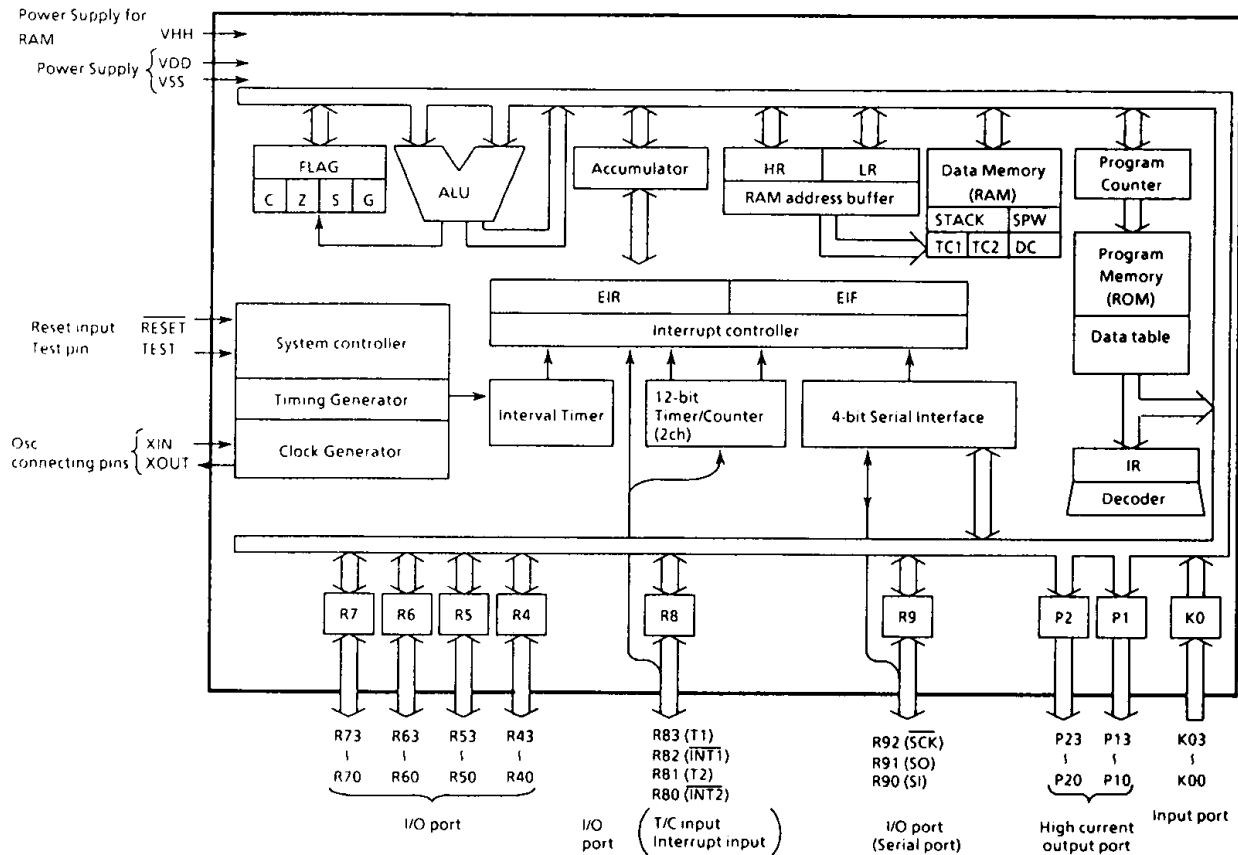 Power Supply for
RAM VHH
Power Supply VDD
VSS
FLAG
C Z S G
ALU
Accumulator
HR LR
RAM address buffer
Data Memory
(RAM)
STACK SPW
TC1 TC2 DC
Program
Counter
Program
Memory
(ROM)
Data table
EIR EIF
Interrupt controller
Reset input RESET
Test pin TEST
System controller
Timing Generator
Clock Generator
Interval Timer
12-bit
Timer/Counter
(2ch)
4-bit Serial Interface
Osc
connecting pins
XIN
XOUT
IR
Decoder
R7 R6 R5 R4 R8 R9 P2 P1 K0
R73 R63 R53 R43
~ ~ ~ ~
R70 R60 R50 R40
I/O port
R83 (T1)
R82 (INT1)
R81 (T2)
R80 (INT2)
I/O
port
(T/C input
Interrupt input)
R92 (SCK)
R91 (SO)
R90 (SI)
I/O port
(Serial port)
P23 P13
~ ~
P20 P10
High current
output port
K03
~
K00
Input port